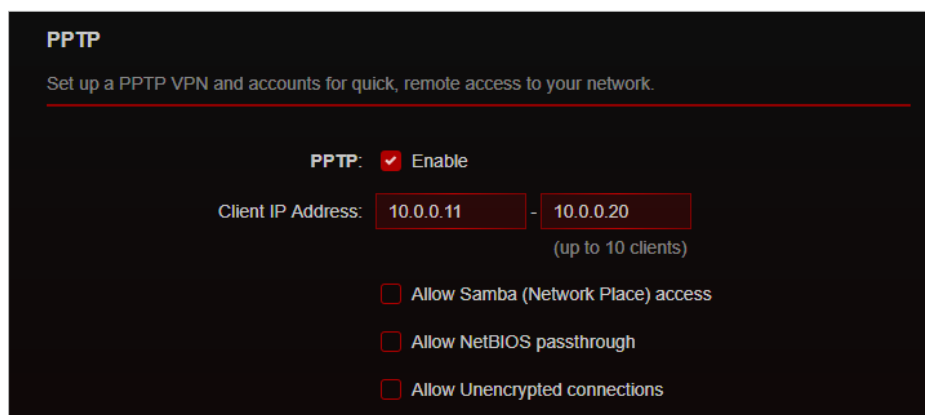 PPTP
Set up a PPTP VPN and accounts for quick, remote access to your network.
PPTP: Enable
Client IP Address: 10.0.0.11 - 10.0.0.20
(up to 10 clients)
Allow Samba (Network Place) access
Allow NetBIOS passthrough
Allow Unencrypted connections